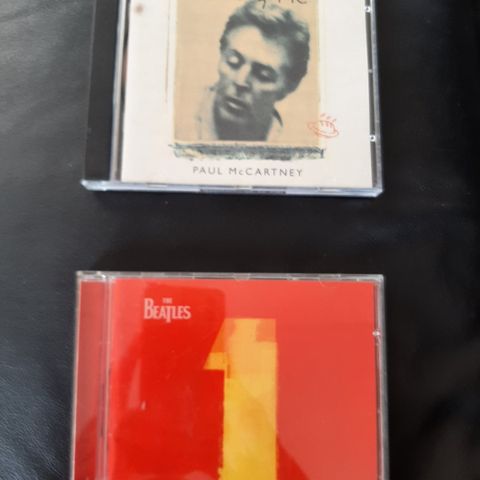 PAUL McCARTNEY
THE
BEATLES
1